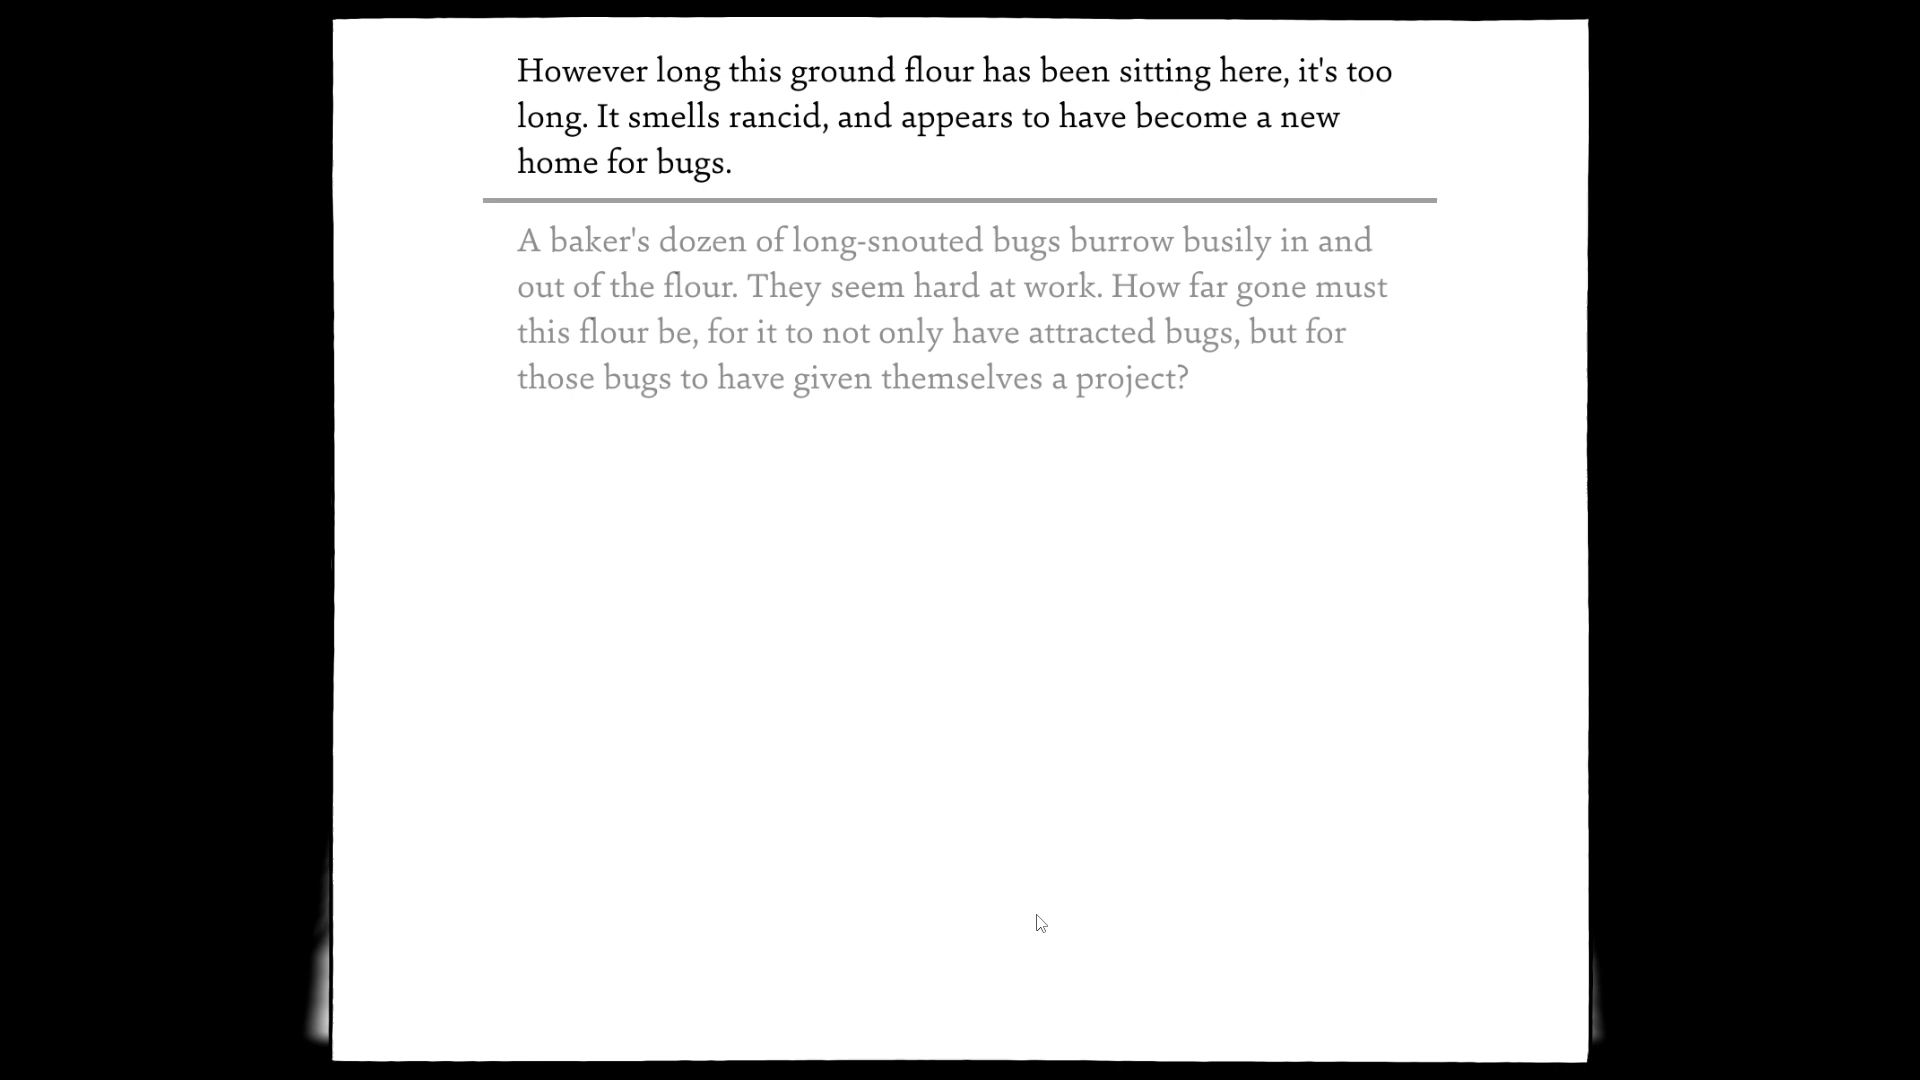 However long this ground flour has been sitting here, it's too
long. It smells rancid, and appears to have become a new
home for bugs.
A baker's dozen of long-snouted bugs burrow busily in and
out of the flour. They seem hard at work. How far gone must
this flour be, for it to not only have attracted bugs, but for
those bugs to have given themselves a project?